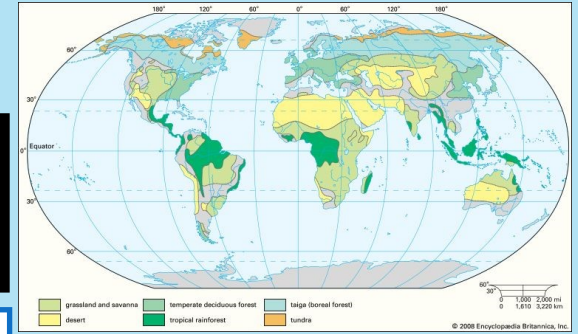 180° 120° 60° 0° 60° 120° 180°
60°
30°
Equator
0°
30°
60°
grassland and savanna
temperate deciduous forest
taiga (boreal forest)
desert
tropical rainforest
tundra
60°
30°
0 1,000 2,000 mi
0 1,610 3,220 km
© 2008 Encyclopædia Britannica, Inc.